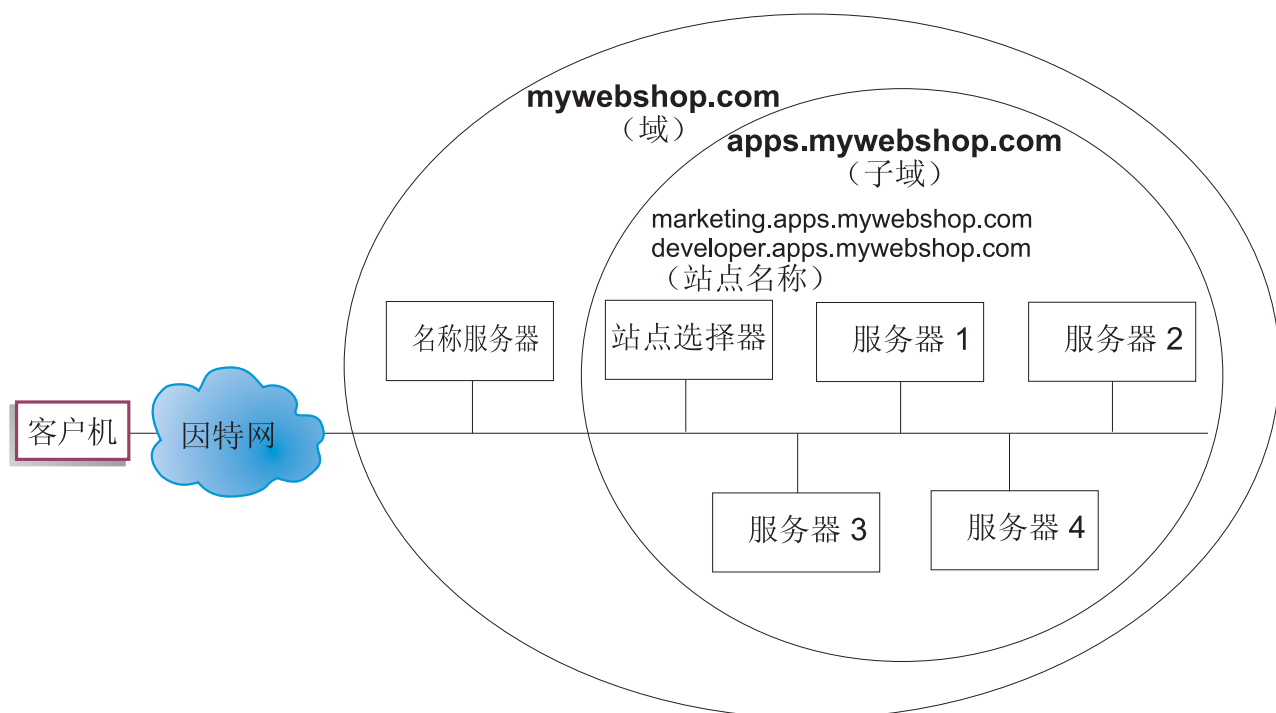 mywebshop.com
（域）
apps.mywebshop.com
（子域）
marketing.apps.mywebshop.com
developer.apps.mywebshop.com
（站点名称）
名称服务器
站点选择器
服务器 1
服务器 2
客户机
因特网
服务器 3
服务器 4